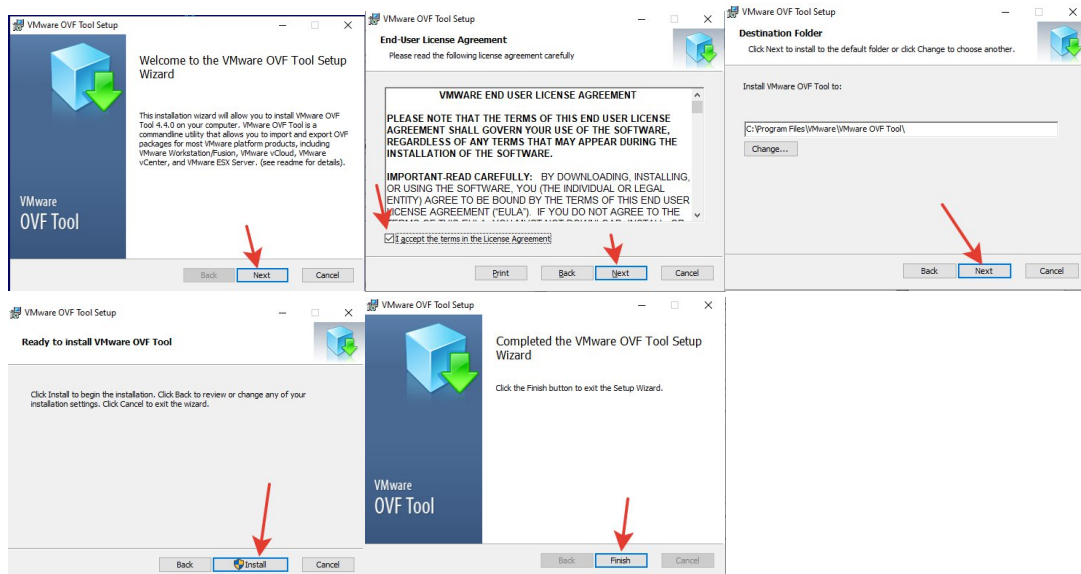 VMware OVF Tool Setup
Welcome to the VMware OVF Tool Setup
Wizard
This installation wizard will allow you to install VMware OVF
Tool 4.4.0 on your computer. VMware OVF Tool is a
commandline utility that allows you to import and export OVF
packages for most VMware platform products, including
VMware Workstation/Fusion, VMware vCloud, VMware
vCenter, and VMware ESX Server. (see readme for details).
VMware
OVF Tool
Back Next Cancel
VMware OVF Tool Setup
End-User License Agreement
Please read the following license agreement carefully
VMWARE END USER LICENSE AGREEMENT
PLEASE NOTE THAT THE TERMS OF THIS END USER LICENSE
AGREEMENT SHALL GOVERN YOUR USE OF THE SOFTWARE,
REGARDLESS OF ANY TERMS THAT MAY APPEAR DURING THE
INSTALLATION OF THE SOFTWARE.
IMPORTANT-READ CAREFULLY: BY DOWNLOADING, INSTALLING,
OR USING THE SOFTWARE, YOU (THE INDIVIDUAL OR LEGAL
ENTITY) AGREE TO BE BOUND BY THE TERMS OF THIS END USER
LICENSE AGREEMENT ("EULA"). IF YOU DO NOT AGREE TO THE
I accept the terms in the License Agreement
Print Back Next Cancel
VMware OVF Tool Setup
Destination Folder
Click Next to install to the default folder or click Change to choose another.
Install VMware OVF Tool to:
C:\Program Files\VMware\VMware OVF Tool\
Change...
Back Next Cancel
VMware OVF Tool Setup
Ready to install VMware OVF Tool
Click Install to begin the installation. Click Back to review or change any of your
installation settings. Click Cancel to exit the wizard.
Back Install Cancel
VMware OVF Tool Setup
Completed the VMware OVF Tool Setup
Wizard
Click the Finish button to exit the Setup Wizard.
VMware
OVF Tool
Back Finish Cancel